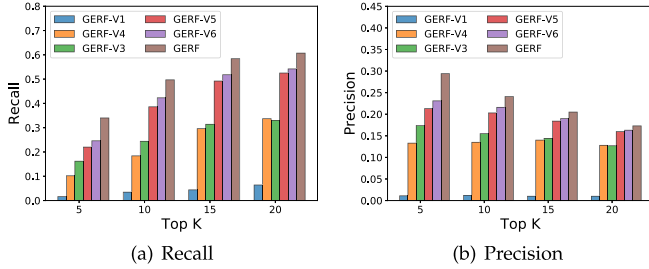 0.8
0.7
0.6
0.5
0.4
0.3
0.2
0.1
0.0
Recall
GERF-V1
GERF-V4
GERF-V3
GERF-V5
GERF-V6
GERF
5
10
15
20
Top K
(a) Recall
0.45
0.40
0.35
0.30
0.25
0.20
0.15
0.10
0.05
0.00
Precision
GERF-V1
GERF-V4
GERF-V3
GERF-V5
GERF-V6
GERF
5
10
15
20
Top K
(b) Precision